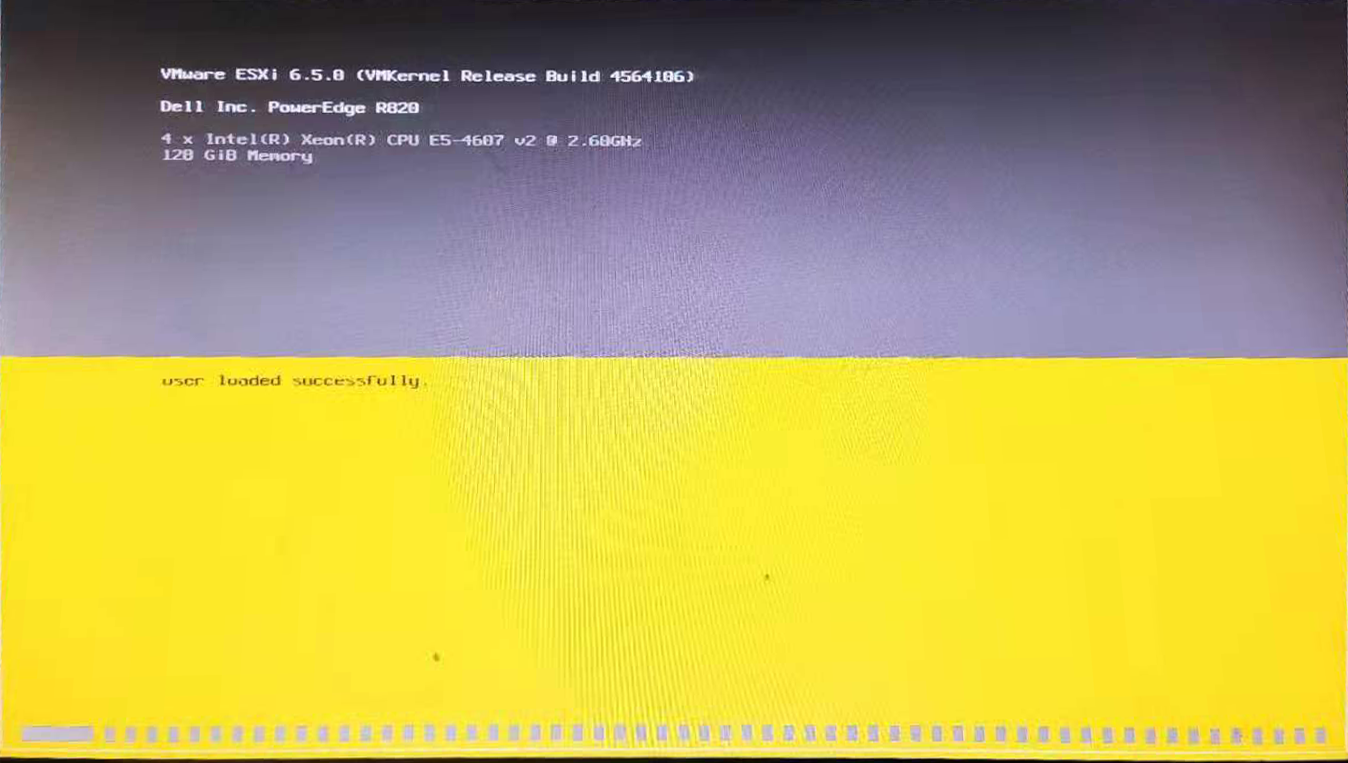 VMware ESXi 6.5.0 (VMKernel Release Build 4564106)
Dell Inc. PowerEdge R820
4 x Intel(R) Xeon(R) CPU E5-4607 v2 @ 2.60GHz
128 GiB Memory
user loaded successfully.